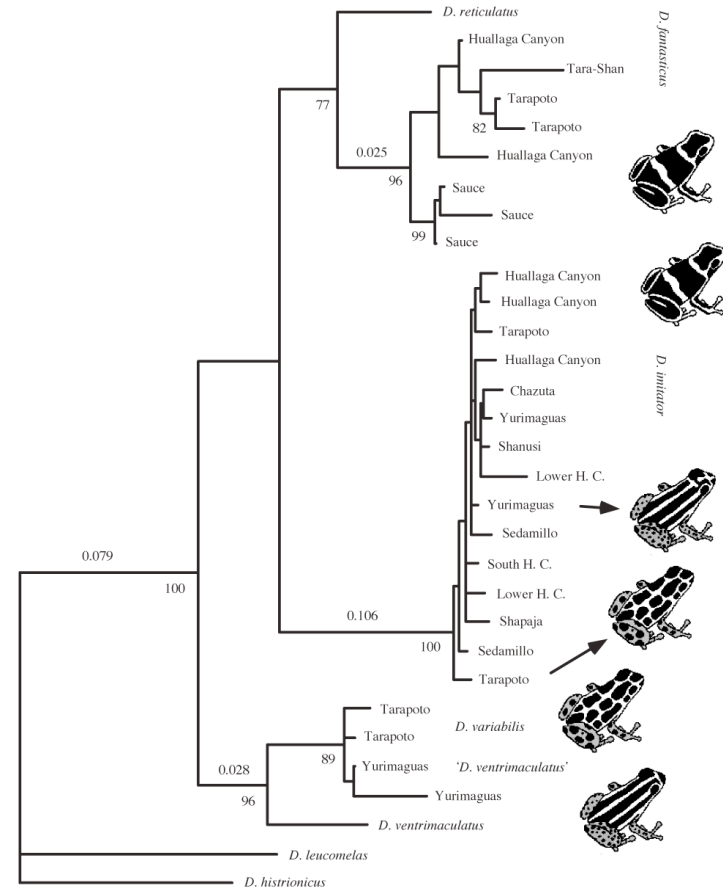 D. reticulatus
D. fantasticus
Huallaga Canyon
Tara-Shan
Tarapoto
77
82
Tarapoto
0.025
Huallaga Canyon
96
Sauce
Sauce
99
Sauce
Huallaga Canyon
Huallaga Canyon
Tarapoto
Huallaga Canyon
D. imitator
Chazuta
Yurimaguas
Shanusi
Lower H. C.
Yurimaguas
Sedamillo
0.079
South H. C.
100
Lower H. C.
0.106
Shapaja
100
Sedamillo
Tarapoto
Tarapoto
D. variabilis
Tarapoto
89
0.028
Yurimaguas
'D. ventrimaculatus'
96
Yurimaguas
D. ventrimaculatus
D. leucomelas
D. histrionicus